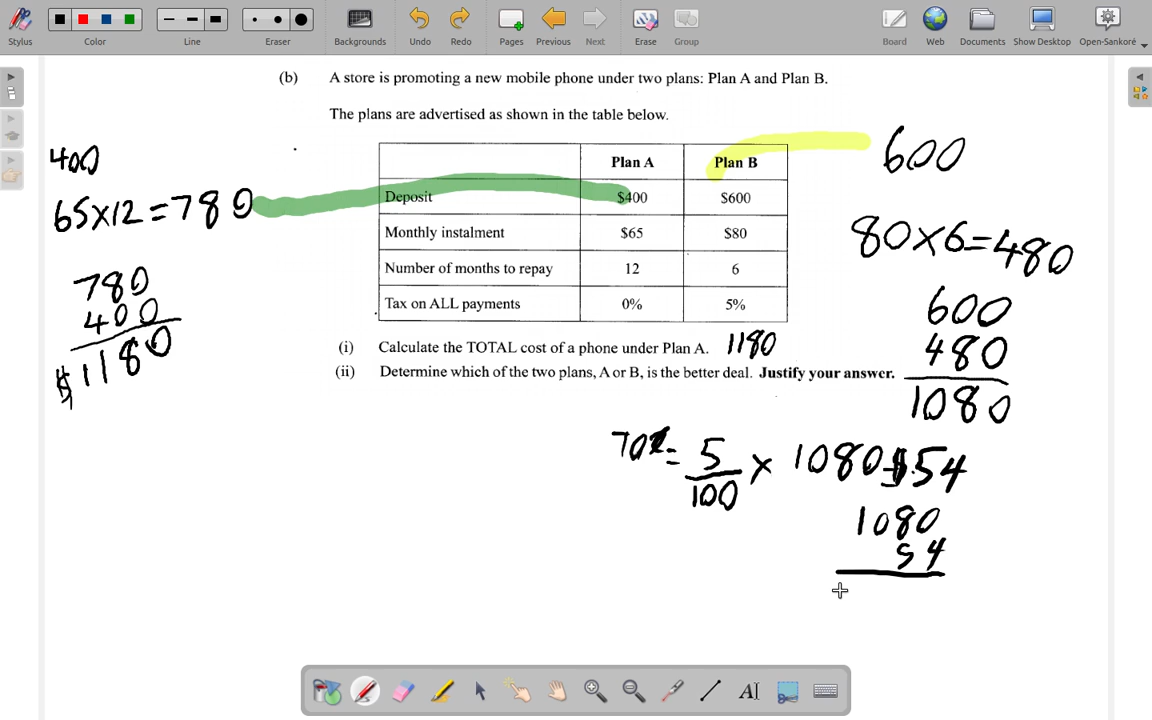 Stylus Color Line Eraser Backgrounds Undo Redo Pages Previous Next Erase Group Board Web Documents Show Desktop Open-Sankoré
(b) A store is promoting a new mobile phone under two plans: Plan A and Plan B.
The plans are advertised as shown in the table below.
Plan A Plan B
Deposit $400 $600
Monthly instalment $65 $80
Number of months to repay 12 6
Tax on ALL payments 0% 5%
(i) Calculate the TOTAL cost of a phone under Plan A. 1180
(ii) Determine which of the two plans, A or B, is the better deal. Justify your answer.
400
65×12=780
780
400
$1180
600
80×6=480
600
480
1080
= 5/100 × 1080 = $54
1080
54
AI